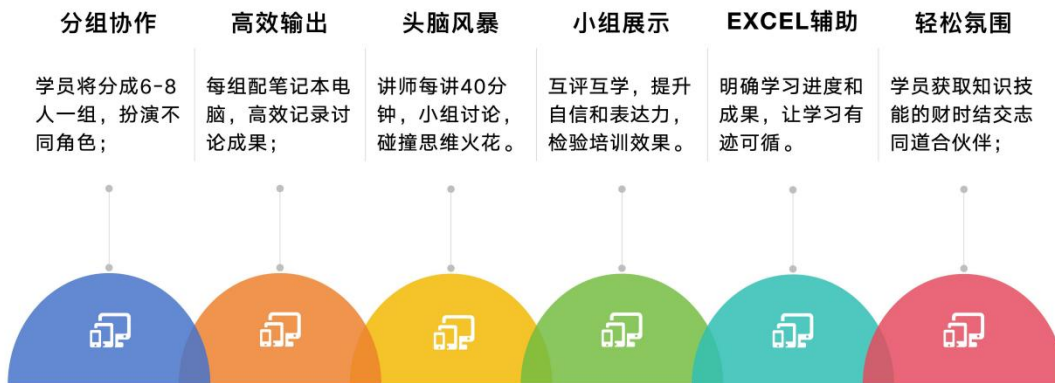 分组协作
学员将分成6-8
人一组，扮演不
同角色；
高效输出
每组配笔记本电
脑，高效记录讨
论成果；
头脑风暴
讲师每讲40分
钟，小组讨论，
碰撞思维火花。
小组展示
互评互学，提升
自信和表达力，
检验培训效果。
EXCEL辅助
明确学习进度和
成果，让学习有
迹可循。
轻松氛围
学员获取知识技
能的财时结交志
同道合伙伴；